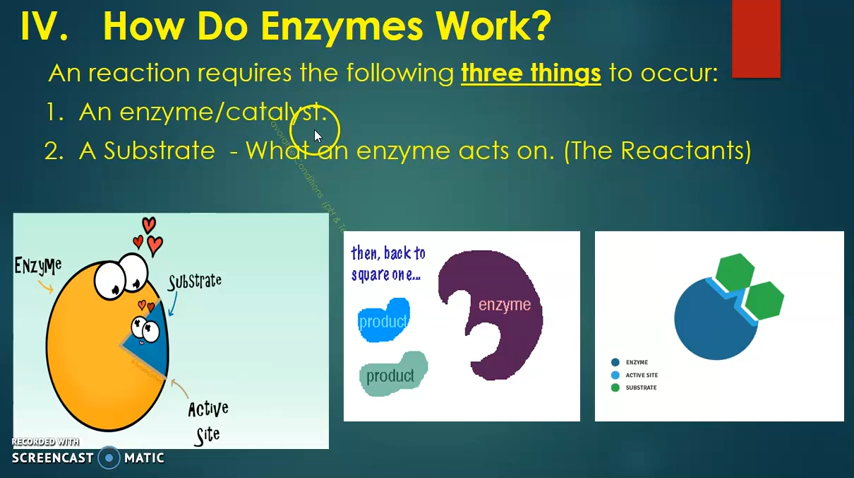 IV. How Do Enzymes Work?
An reaction requires the following three things to occur:
1. An enzyme/catalyst.
2. A Substrate - What an enzyme acts on. (The Reactants)
Conditions (pH &
Enzyme
Substrate
Active
Site
then, back to
square one...
enzyme
product
product
ENZYME
ACTIVE SITE
SUBSTRATE
RECORDED WITH
SCREENCAST MATIC